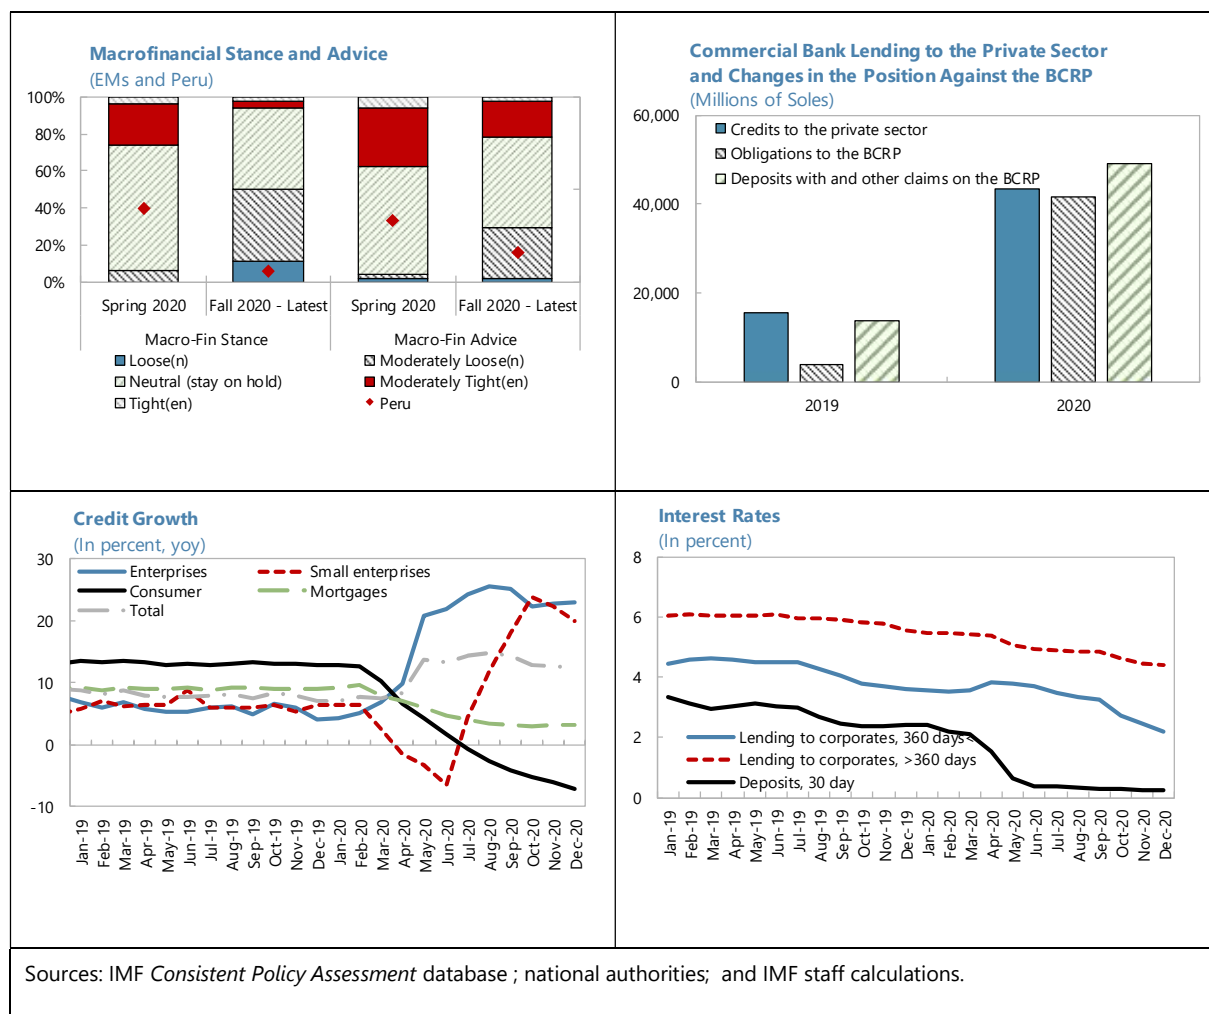 Macrofinancial Stance and Advice
(EMs and Peru)
100%
80%
60%
40%
20%
0%
Spring 2020 Fall 2020 - Latest Spring 2020 Fall 2020 - Latest
Macro-Fin Stance Macro-Fin Advice
Loose(n) Moderately Loose(n)
Neutral (stay on hold) Moderately Tight(en)
Tight(en) Peru
Commercial Bank Lending to the Private Sector
and Changes in the Position Against the BCRP
(Millions of Soles)
60,000
40,000
20,000
0
Credits to the private sector
Obligations to the BCRP
Deposits with and other claims on the BCRP
2019 2020
Credit Growth
(In percent, yoy)
30
20
10
0
-10
Enterprises Small enterprises
Consumer Mortgages
Total
Jan-19
Feb-19
Mar-19
Apr-19
May-19
Jun-19
Jul-19
Aug-19
Sep-19
Oct-19
Nov-19
Dec-19
Jan-20
Feb-20
Mar-20
Apr-20
May-20
Jun-20
Jul-20
Aug-20
Sep-20
Oct-20
Nov-20
Dec-20
Interest Rates
(In percent)
8
6
4
2
0
Lending to corporates, 360 days<
Lending to corporates, >360 days
Deposits, 30 day
Jan-19
Feb-19
Mar-19
Apr-19
May-19
Jun-19
Jul-19
Aug-19
Sep-19
Oct-19
Nov-19
Dec-19
Jan-20
Feb-20
Mar-20
Apr-20
May-20
Jun-20
Jul-20
Aug-20
Sep-20
Oct-20
Nov-20
Dec-20
Sources: IMF Consistent Policy Assessment database ; national authorities; and IMF staff calculations.